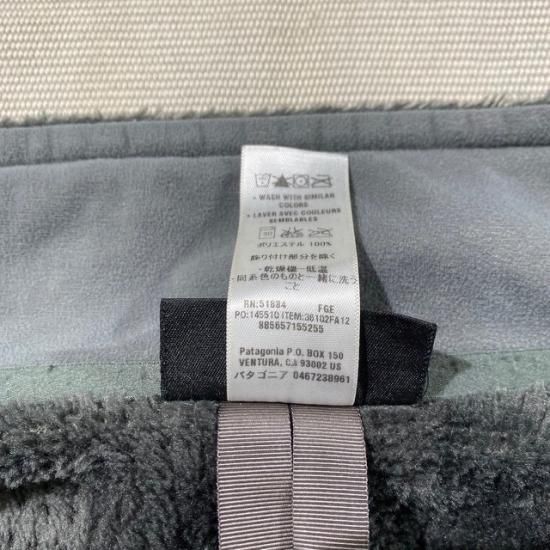 • WASH WITH SIMILAR
COLORS
• LAVER AVEC COULEURS
SEMBLABLES
ポリエステル 100%
飾り付け部分を除く
・乾燥機ー低温
・同系色のものと一緒に洗う
こと
RN:51884 FGE
PO:145510 ITEM:36102FA12
885657155255
Patagonia P.O. BOX 150
VENTURA, CA 93002 US
パタゴニア 0467238961